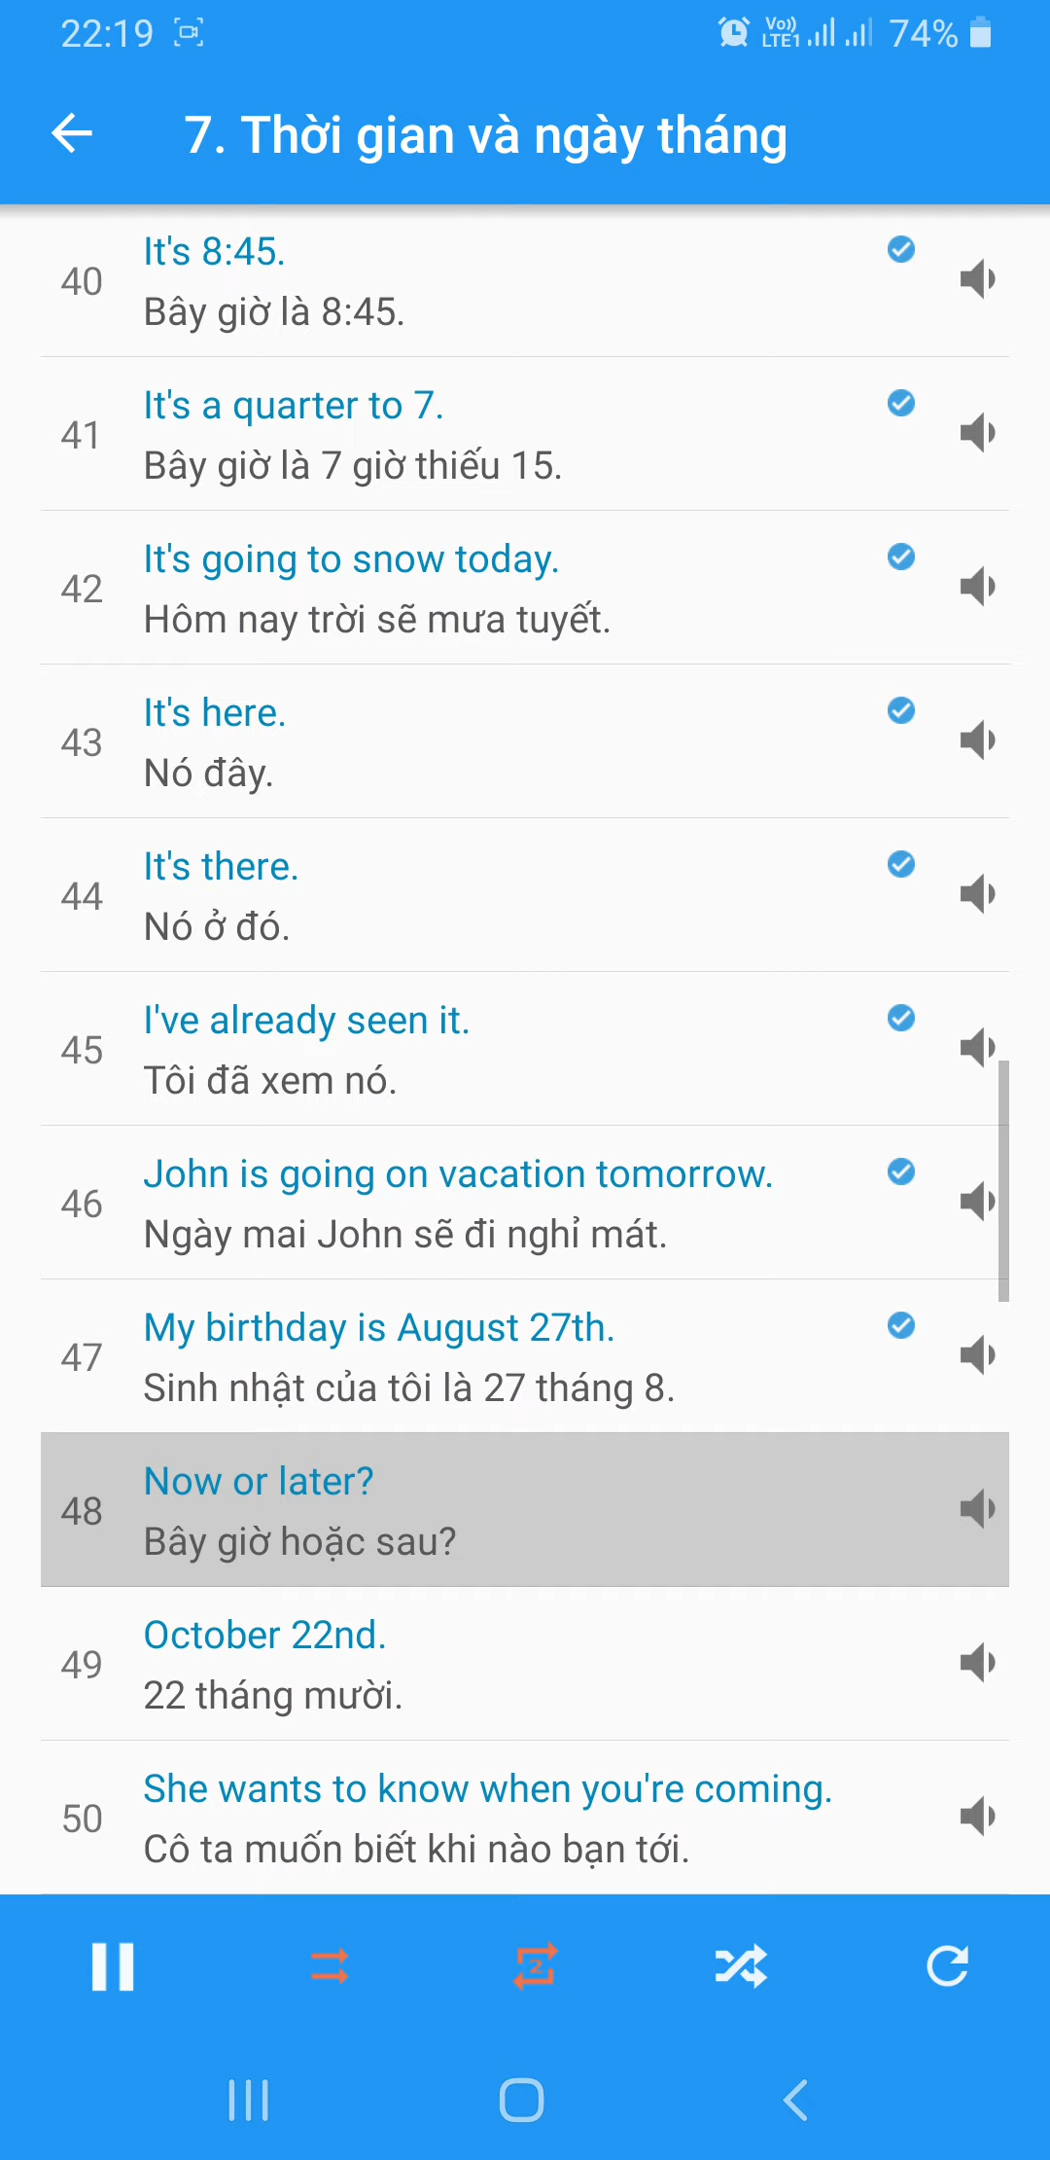 22:19 Vo)) LTE1 74%
7. Thời gian và ngày tháng
40
It's 8:45.
Bây giờ là 8:45.
41
It's a quarter to 7.
Bây giờ là 7 giờ thiếu 15.
42
It's going to snow today.
Hôm nay trời sẽ mưa tuyết.
43
It's here.
Nó đây.
44
It's there.
Nó ở đó.
45
I've already seen it.
Tôi đã xem nó.
46
John is going on vacation tomorrow.
Ngày mai John sẽ đi nghỉ mát.
47
My birthday is August 27th.
Sinh nhật của tôi là 27 tháng 8.
48
Now or later?
Bây giờ hoặc sau?
49
October 22nd.
22 tháng mười.
50
She wants to know when you're coming.
Cô ta muốn biết khi nào bạn tới.
2